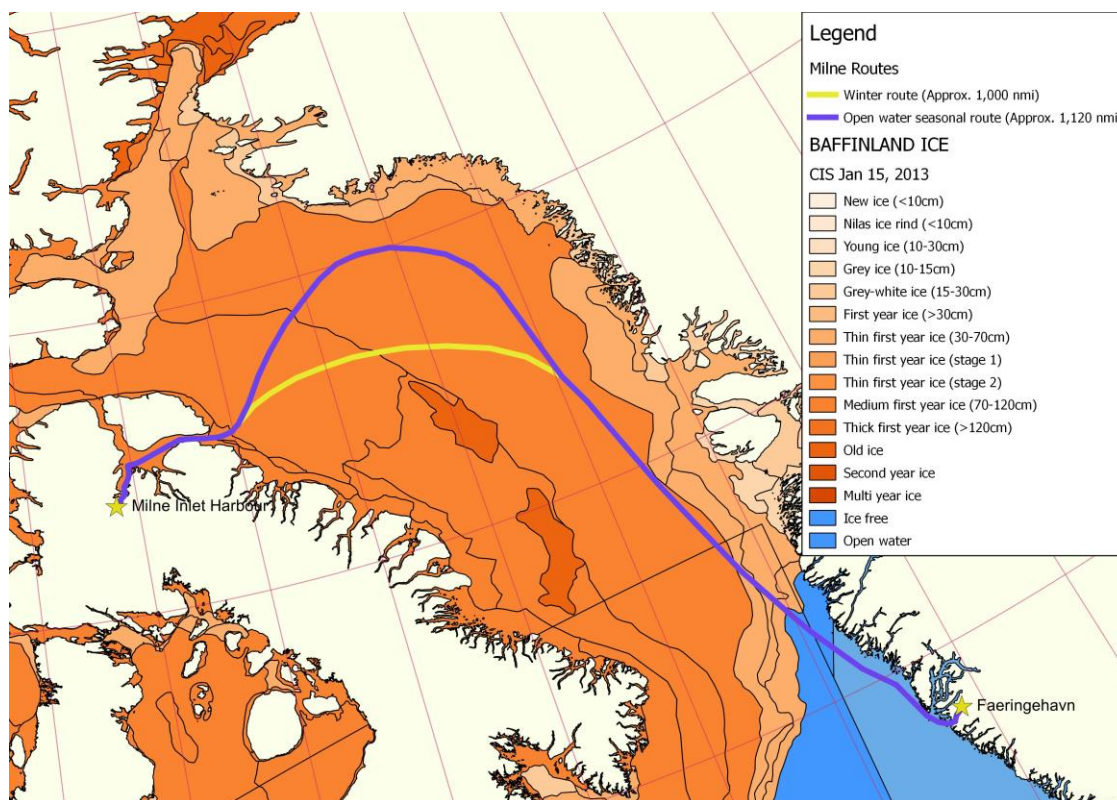 Legend
Milne Routes
Winter route (Approx. 1,000 nmi)
Open water seasonal route (Approx. 1,120 nmi)
BAFFINLAND ICE
CIS Jan 15, 2013
New ice (<10cm)
Nilas ice rind (<10cm)
Young ice (10-30cm)
Grey ice (10-15cm)
Grey-white ice (15-30cm)
First year ice (>30cm)
Thin first year ice (30-70cm)
Thin first year ice (stage 1)
Thin first year ice (stage 2)
Medium first year ice (70-120cm)
Thick first year ice (>120cm)
Old ice
Second year ice
Multi year ice
Ice free
Open water
Milne Inlet Harbour
Faeringehavn